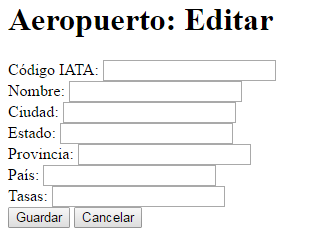 Aeropuerto: Editar
Código IATA:
Nombre:
Ciudad:
Estado:
Provincia:
País:
Tasas:
Guardar Cancelar